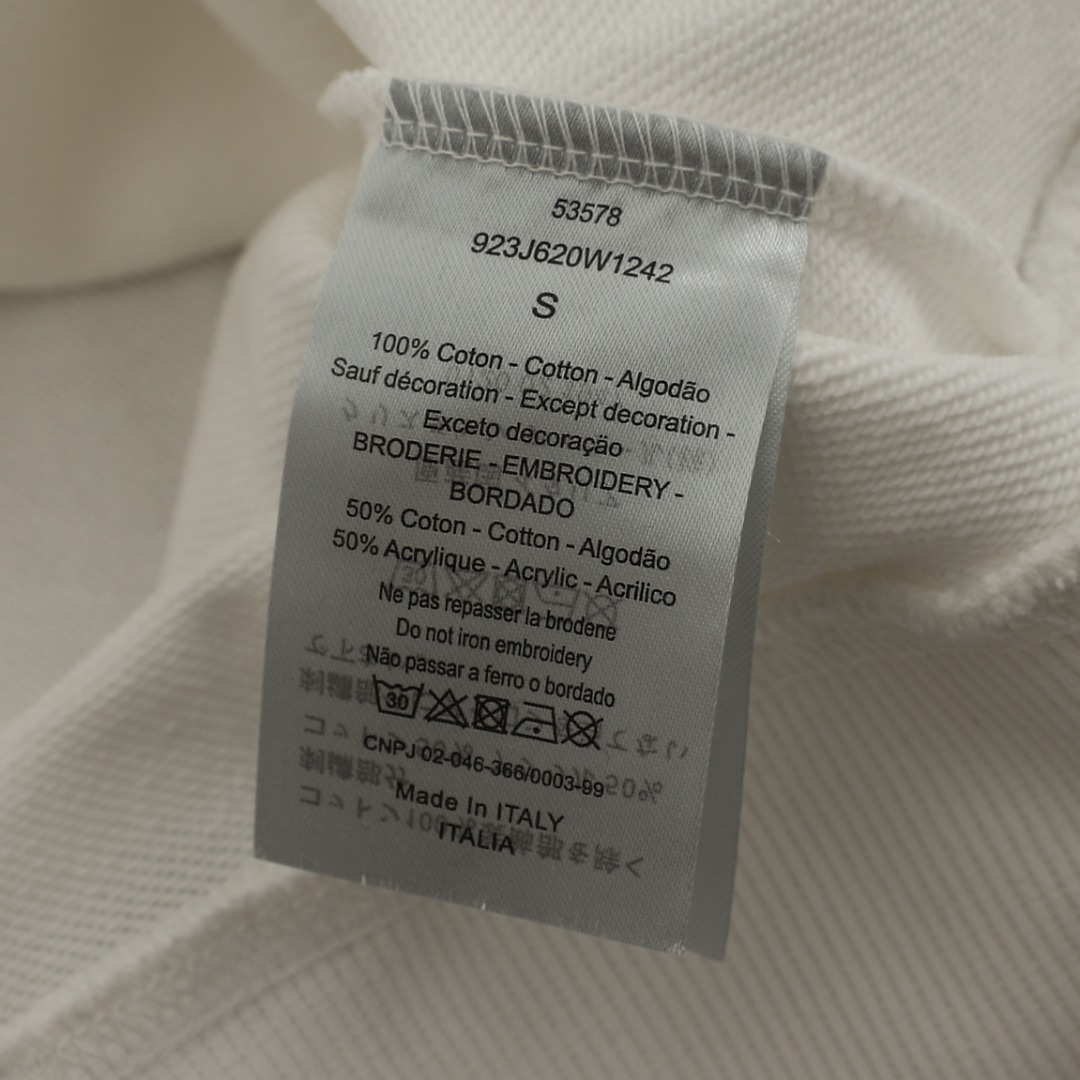 53578
923J620W1242
S
100% Coton - Cotton - Algodão
Sauf décoration - Except decoration -
Exceto decoração
BRODERIE - EMBROIDERY -
BORDADO
50% Coton - Cotton - Algodão
50% Acrylique - Acrylic - Acrilico
Ne pas repasser la brodene
Do not iron embroidery
Não passar a ferro o bordado
30
CNPJ 02-046-366/0003-99
Made In ITALY
ITALIA